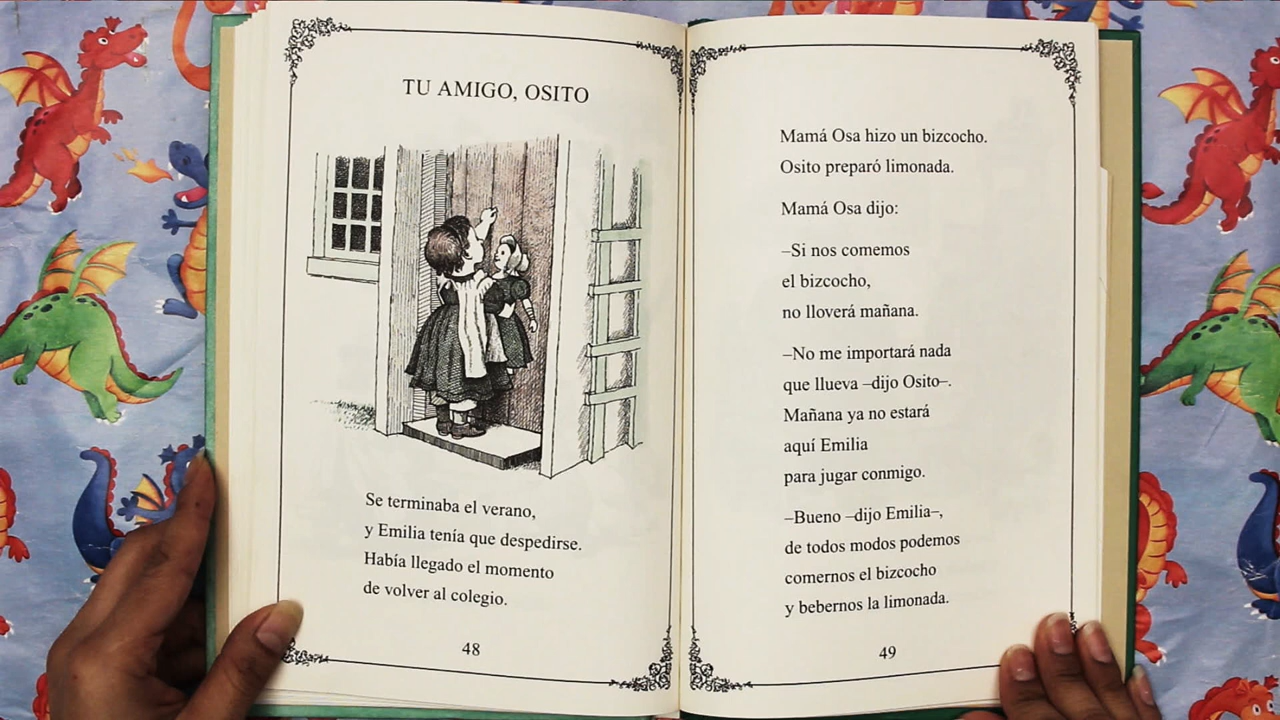 TU AMIGO, OSITO
Se terminaba el verano,
y Emilia tenía que despedirse.
Había llegado el momento
de volver al colegio.
48
Mamá Osa hizo un bizcocho.
Osito preparó limonada.
Mamá Osa dijo:
–Si nos comemos
el bizcocho,
no lloverá mañana.
–No me importará nada
que llueva –dijo Osito–.
Mañana ya no estará
aquí Emilia
para jugar conmigo.
–Bueno –dijo Emilia–,
de todos modos podemos
comernos el bizcocho
y bebernos la limonada.
49